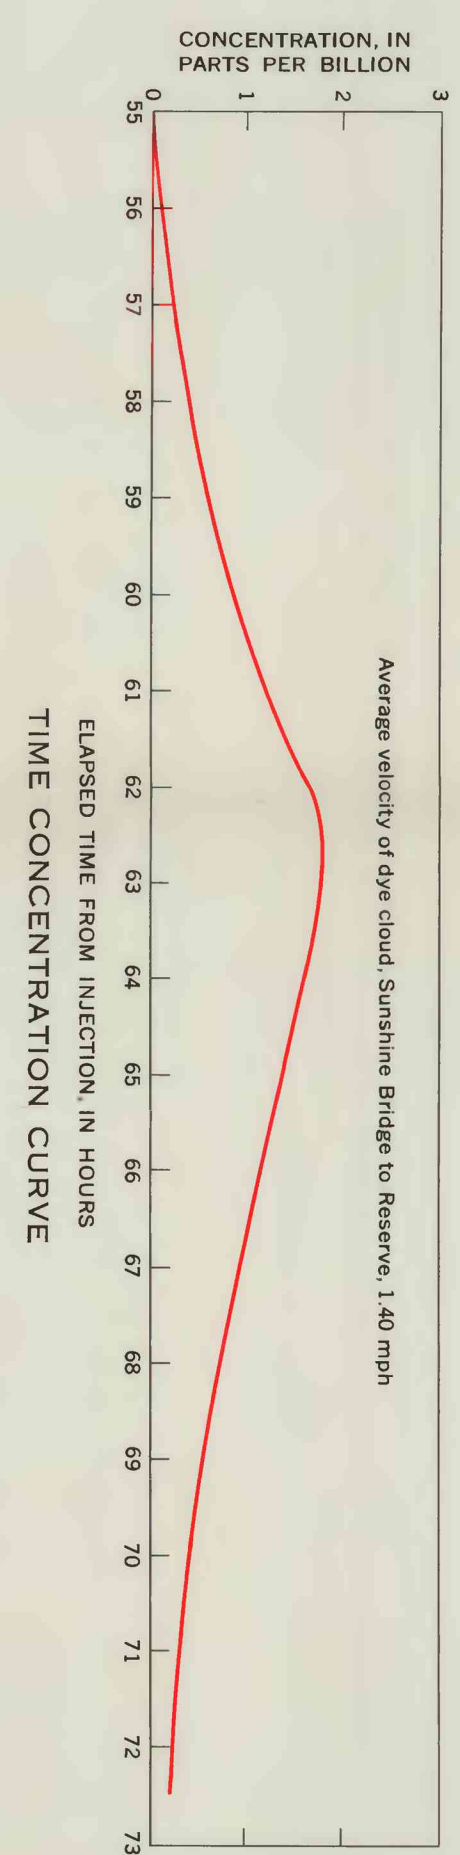 CONCENTRATION, IN
PARTS PER BILLION
0 1 2 3
55 56 57 58 59 60 61 62 63 64 65 66 67 68 69 70 71 72 73
Average velocity of dye cloud, Sunshine Bridge to Reserve, 1.40 mph
ELAPSED TIME FROM INJECTION, IN HOURS
TIME CONCENTRATION CURVE